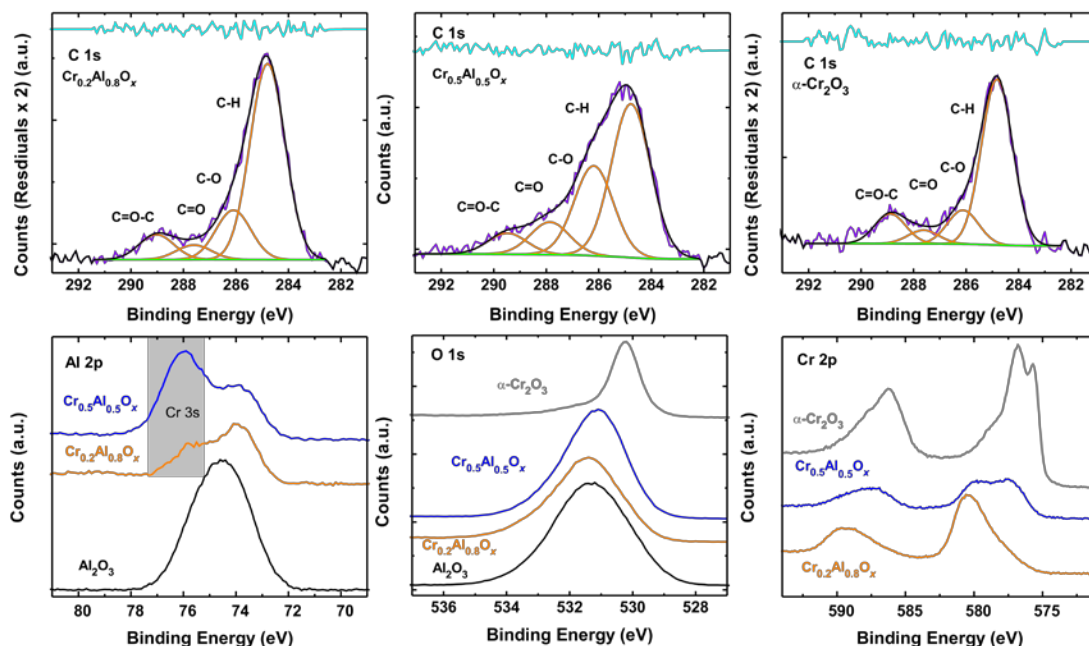 C 1s
Cr0.2Al0.8Ox
C-H
C-O
C=O
C=O-C
Counts (Resdiuals x 2) (a.u.)
292 290 288 286 284 282
Binding Energy (eV)
C 1s
Cr0.5Al0.5Ox
C-H
C-O
C=O
C=O-C
Counts (a.u.)
292 290 288 286 284 282
Binding Energy (eV)
C 1s
α-Cr2O3
C-H
C-O
C=O
C=O-C
Counts (Residuals x 2) (a.u.)
292 290 288 286 284 282
Binding Energy (eV)
Al 2p
Cr 3s
Cr0.5Al0.5Ox
Cr0.2Al0.8Ox
Al2O3
Counts (a.u.)
80 78 76 74 72 70
Binding Energy (eV)
O 1s
α-Cr2O3
Cr0.5Al0.5Ox
Cr0.2Al0.8Ox
Al2O3
Counts (a.u.)
536 534 532 530 528
Binding Energy (eV)
Cr 2p
α-Cr2O3
Cr0.5Al0.5Ox
Cr0.2Al0.8Ox
Counts (a.u.)
590 585 580 575
Binding Energy (eV)